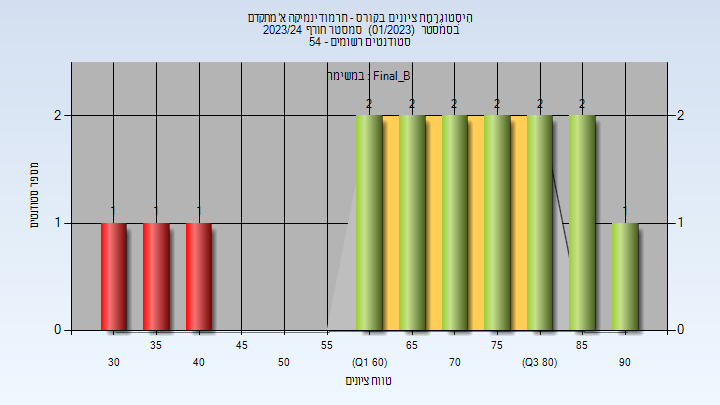 היסטוגרמת ציונים בקורס - תרמודינמיקה א' מתקדם
בסמסטר (01/2023) סמסטר חורף 2023/24
סטודנטים רשומים - 54
במשימה : Final_B
מספר סטודנטים
2 2
1 1
0 0
1 1 1 2 2 2 2 2 2 1
30 35 40 45 50 55 (Q1 60) 65 70 75 (Q3 80) 85 90
טווח ציונים